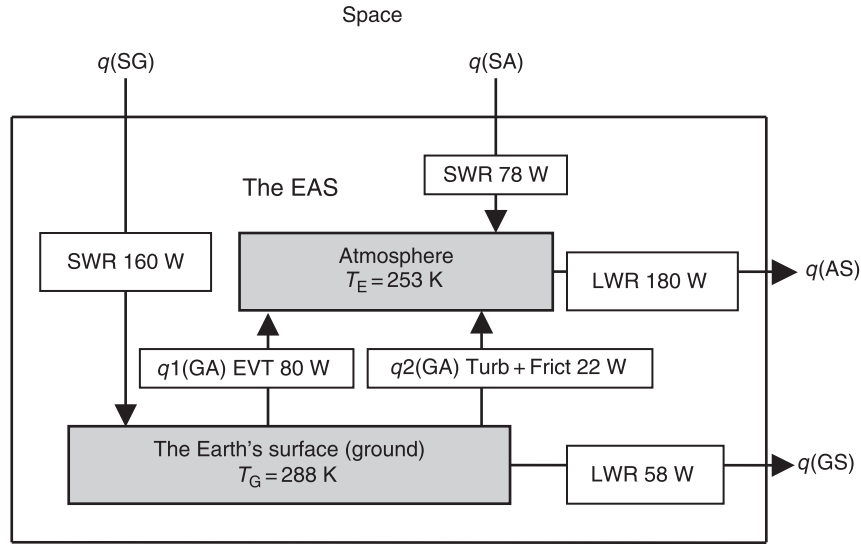 Space
q(SG)
q(SA)
SWR 78 W
The EAS
SWR 160 W
Atmosphere
T_E = 253 K
LWR 180 W
q(AS)
q1(GA) EVT 80 W
q2(GA) Turb + Frict 22 W
The Earth's surface (ground)
T_G = 288 K
LWR 58 W
q(GS)